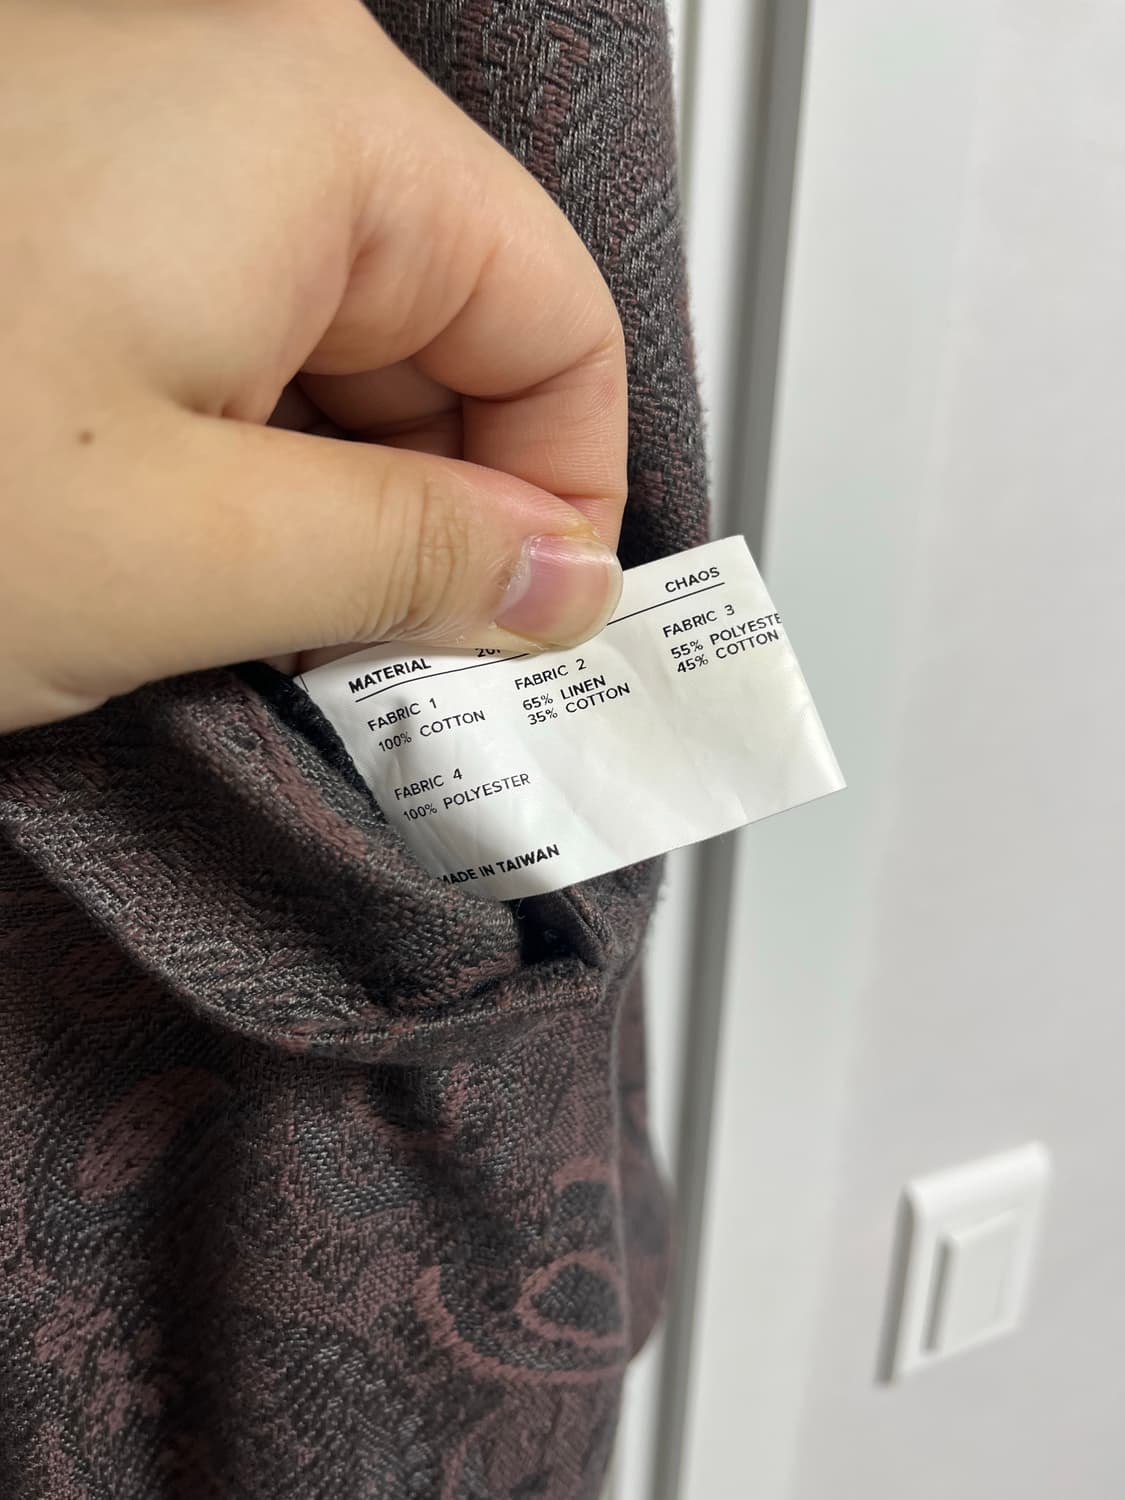 CHAOS
MATERIAL
FABRIC 1
100% COTTON
FABRIC 2
65% LINEN
35% COTTON
FABRIC 3
55% POLYESTE
45% COTTON
FABRIC 4
100% POLYESTER
MADE IN TAIWAN